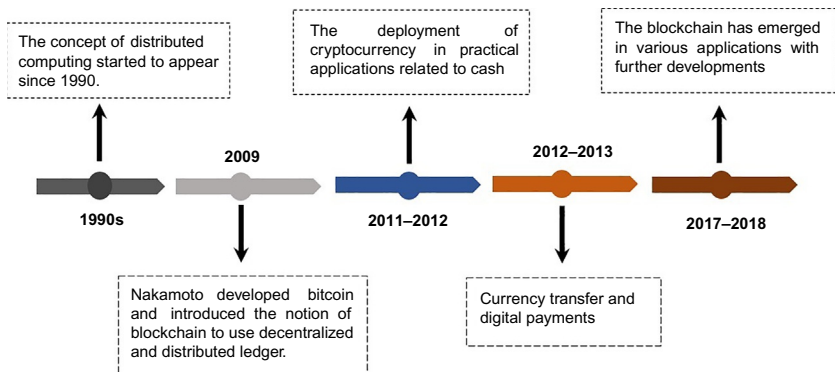 The concept of distributed
computing started to appear
since 1990.
The deployment of
cryptocurrency in practical
applications related to cash
The blockchain has emerged
in various applications with
further developments
2009
2012–2013
1990s
2011–2012
2017–2018
Nakamoto developed bitcoin
and introduced the notion of
blockchain to use decentralized
and distributed ledger.
Currency transfer and
digital payments